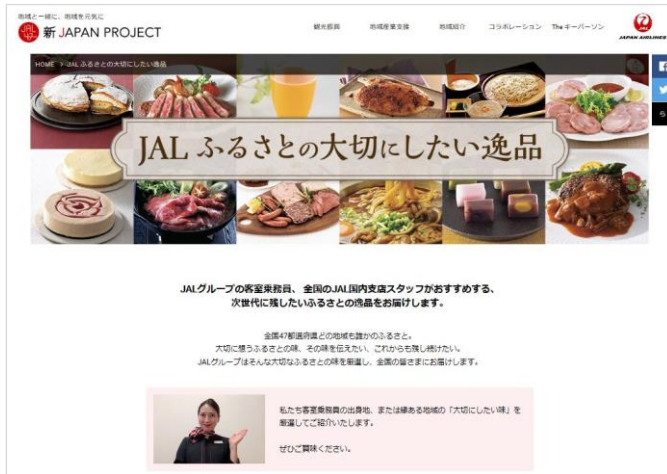 地域と一緒に、地域を元気に
JAL 47
新 JAPAN PROJECT
観光振興 地域産業支援 地域紹介 コラボレーション The キーパーソン
JAL
JAPAN AIRLINES
HOME > JAL ふるさとの大切にしたい逸品
JAL ふるさとの大切にしたい逸品
JALグループの客室乗務員、全国のJAL国内支店スタッフがおすすめする、
次世代に残したいふるさとの逸品をお届けします。
全国47都道府県どの地域も誰かのふるさと。
大切に想うふるさとの味、その味を伝えたい、これからも残し続けたい。
JALグループはそんな大切なふるさとの味を厳選し、全国の皆さまにお届けします。
私たち客室乗務員の出身地、または縁ある地域の「大切にしたい味」を
厳選してご紹介いたします。
ぜひご賞味ください。